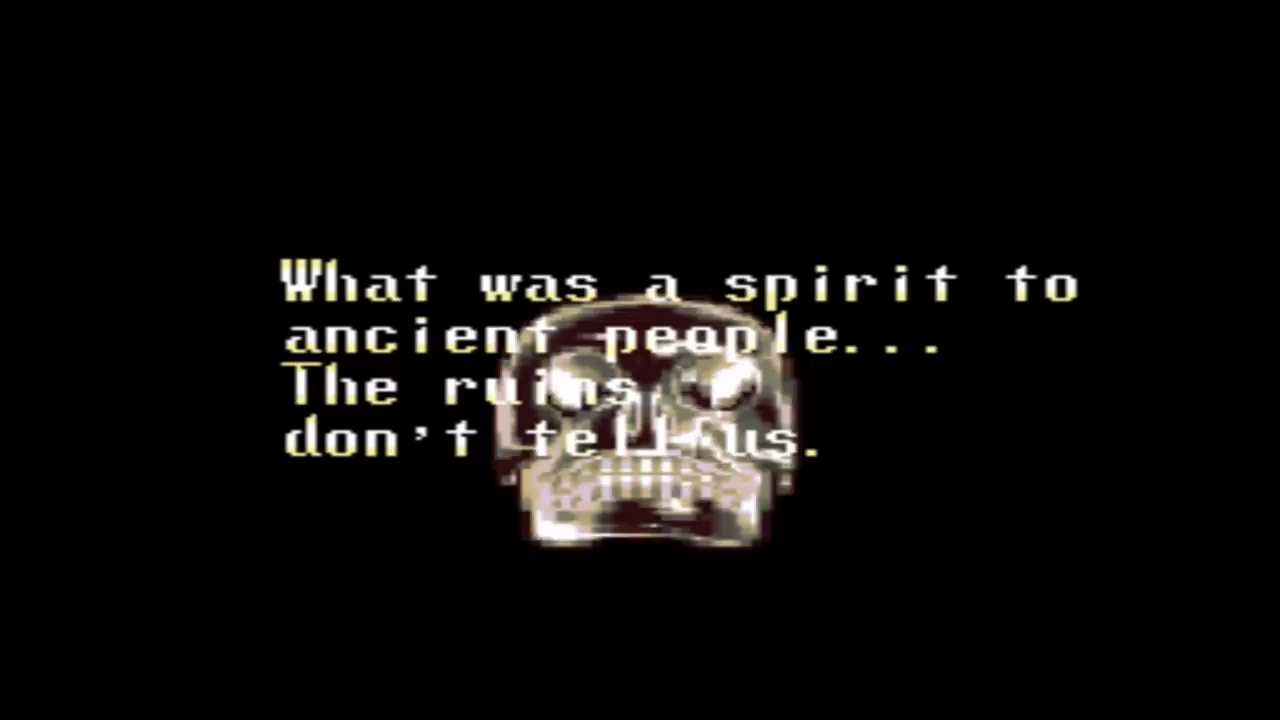 What was a spirit to
ancient people...
The ruins
don't tell us.